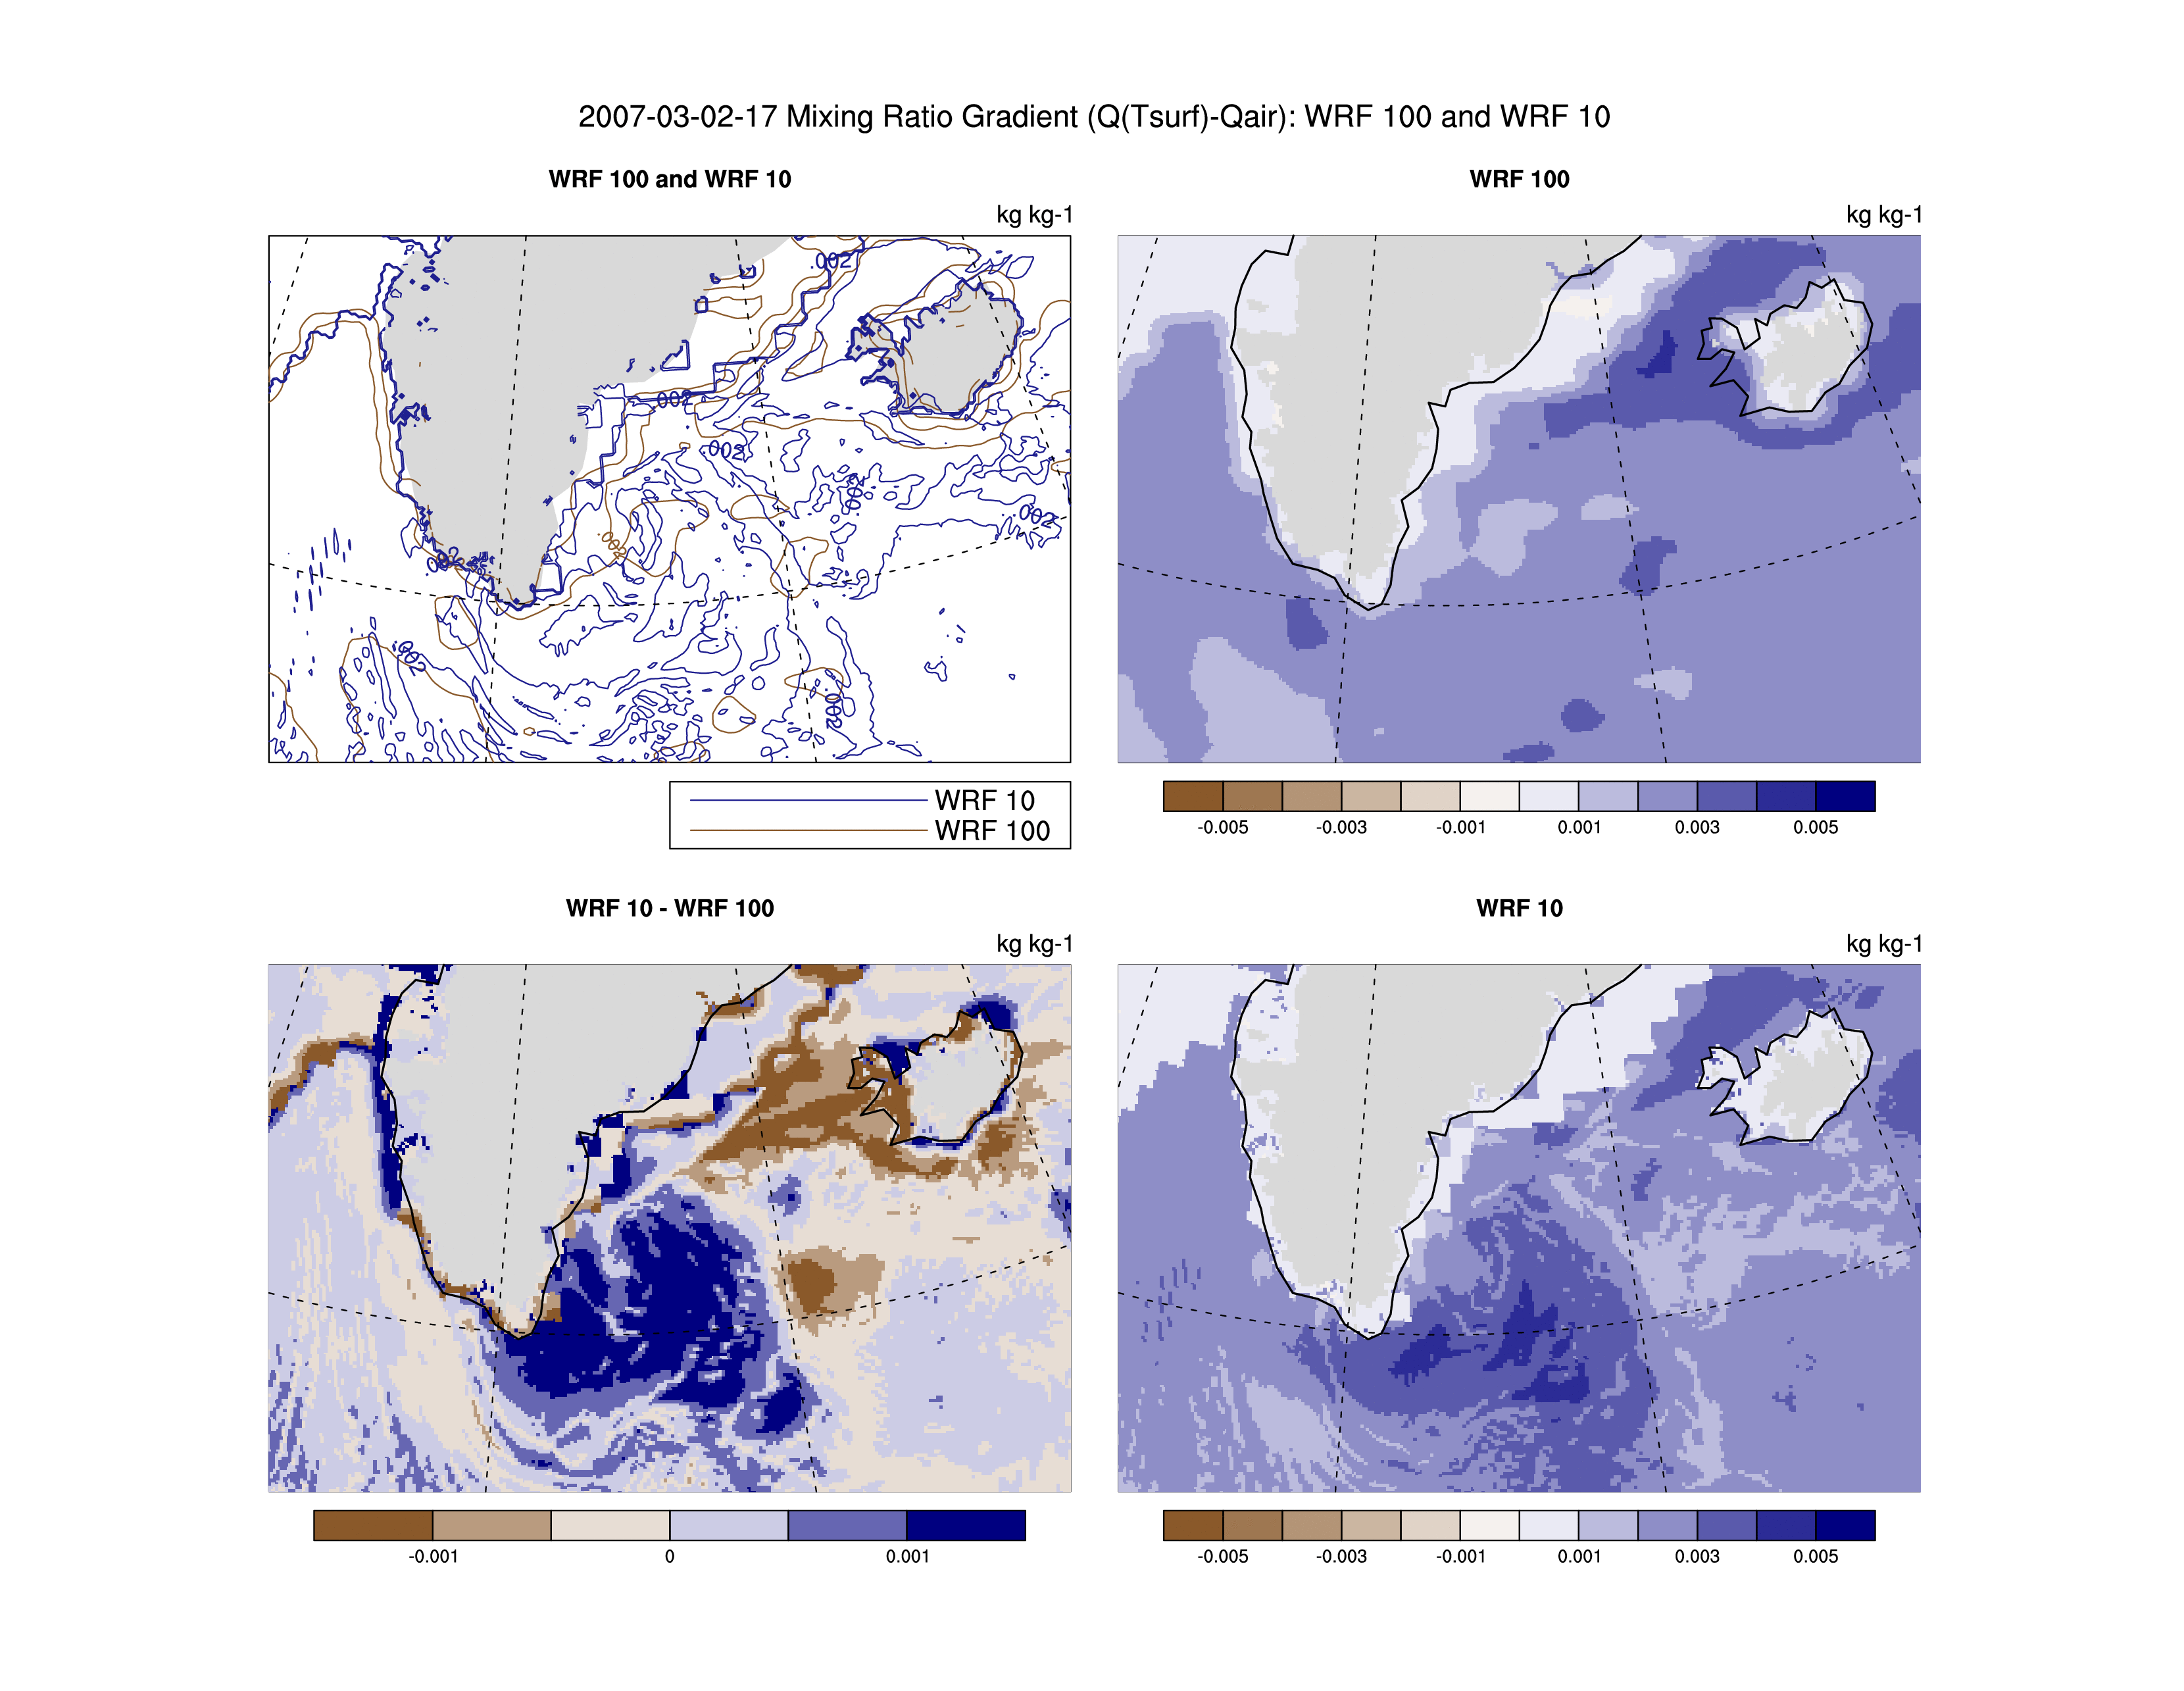 2007-03-02-17 Mixing Ratio Gradient (Q(Tsurf)-Qair): WRF 100 and WRF 10
WRF 100 and WRF 10
kg kg-1
.002
.002
.002
.002
.002
.002
.002
.002
.002
WRF 10
WRF 100
WRF 100
kg kg-1
-0.005 -0.003 -0.001 0.001 0.003 0.005
WRF 10 - WRF 100
kg kg-1
-0.001 0 0.001
WRF 10
kg kg-1
-0.005 -0.003 -0.001 0.001 0.003 0.005